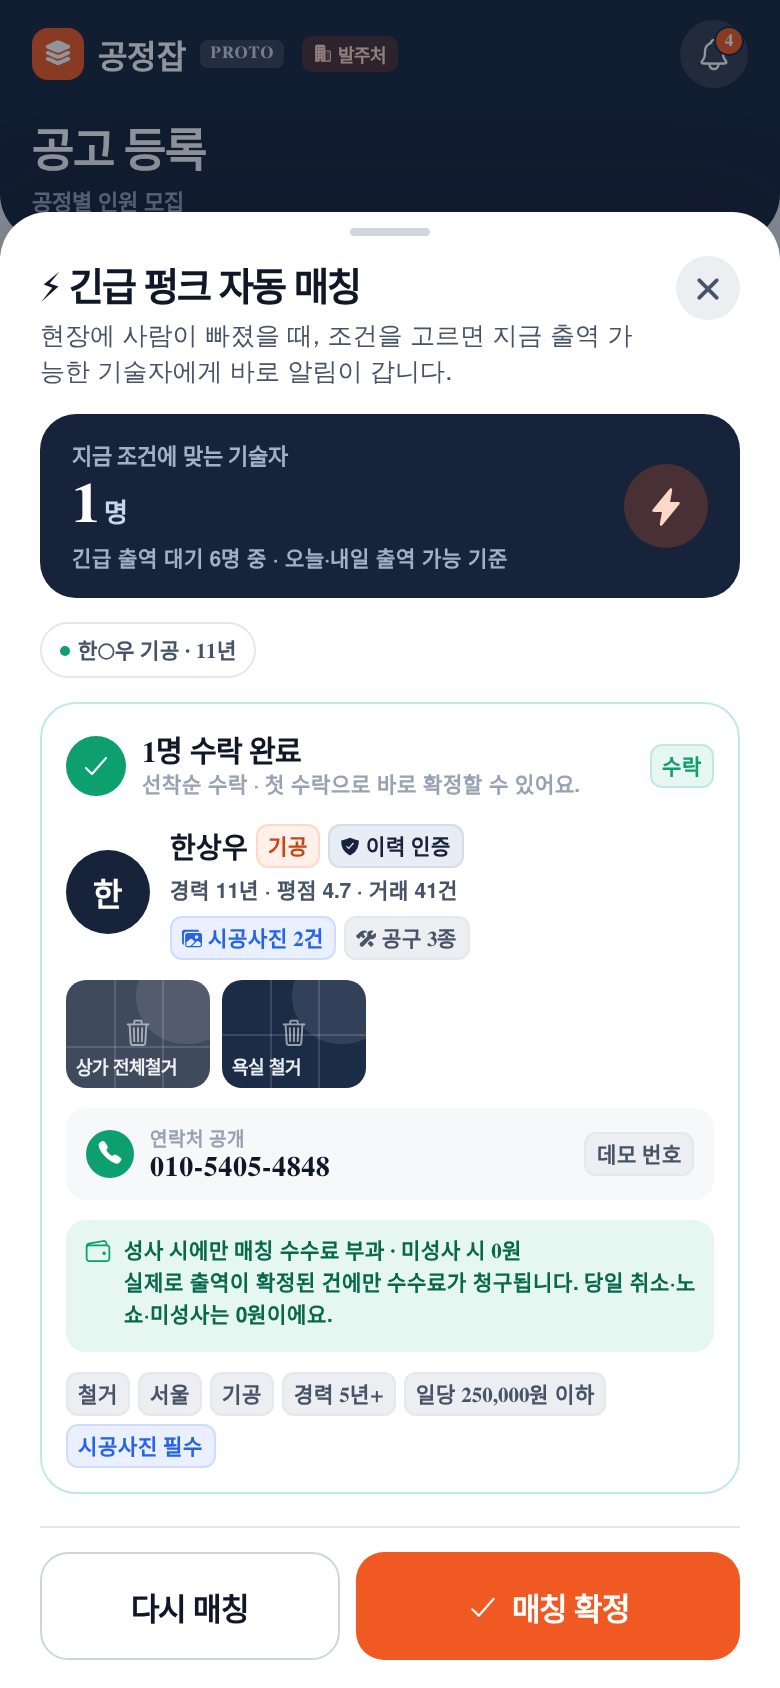 공정잡 PROTO 발주처 4
공고 등록
공정별 인원 모집
⚡ 긴급 펑크 자동 매칭
현장에 사람이 빠졌을 때, 조건을 고르면 지금 출역 가
능한 기술자에게 바로 알림이 갑니다.
지금 조건에 맞는 기술자
1 명
긴급 출역 대기 6명 중 · 오늘·내일 출역 가능 기준
한○우 기공 · 11년
1명 수락 완료
선착순 수락 · 첫 수락으로 바로 확정할 수 있어요.
수락
한
한상우 기공 이력 인증
경력 11년 · 평점 4.7 · 거래 41건
시공사진 2건 공구 3종
상가 전체철거 욕실 철거
연락처 공개
010-5405-4848
데모 번호
성사 시에만 매칭 수수료 부과 · 미성사 시 0원
실제로 출역이 확정된 건에만 수수료가 청구됩니다. 당일 취소·노
쇼·미성사는 0원이에요.
철거 서울 기공 경력 5년+ 일당 250,000원 이하
시공사진 필수
다시 매칭 매칭 확정